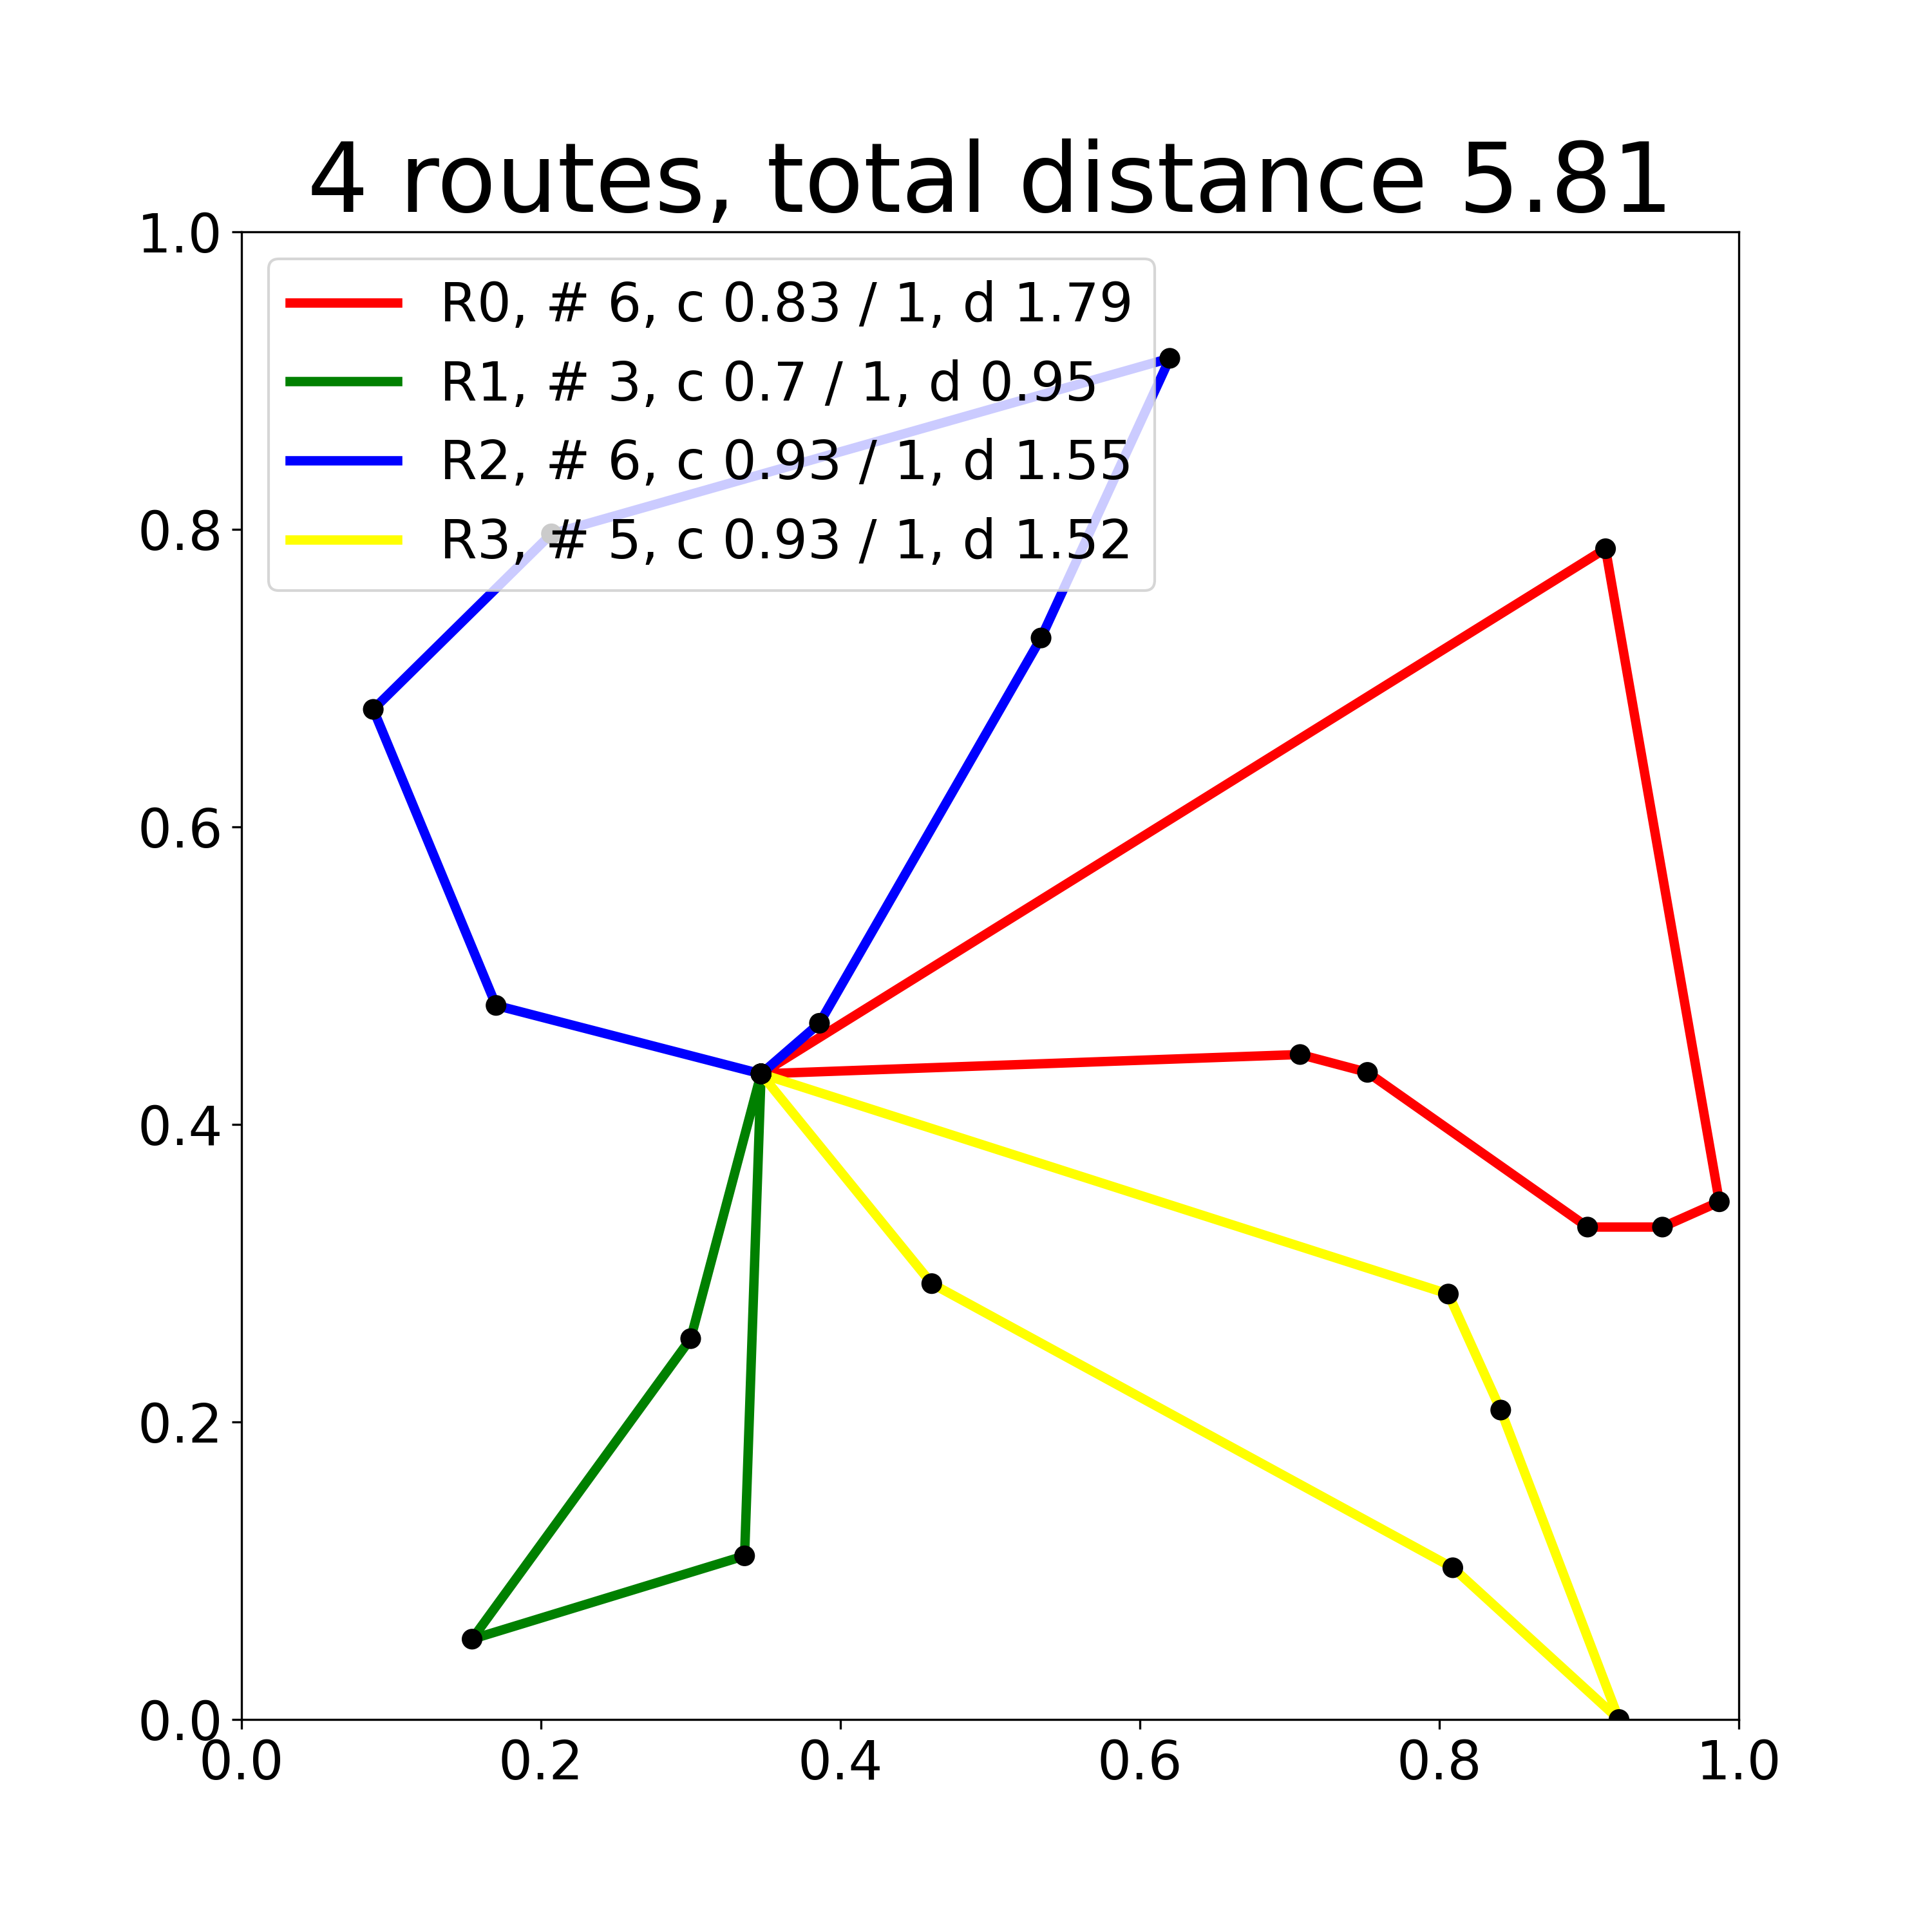 4 routes, total distance 5.81
1.0
R0, # 6, c 0.83 / 1, d 1.79
R1, # 3, c 0.7 / 1, d 0.95
R2, # 6, c 0.93 / 1, d 1.55
R3, # 5, c 0.93 / 1, d 1.52
0.8
0.6
0.4
0.2
0.0
0.0 0.2 0.4 0.6 0.8 1.0